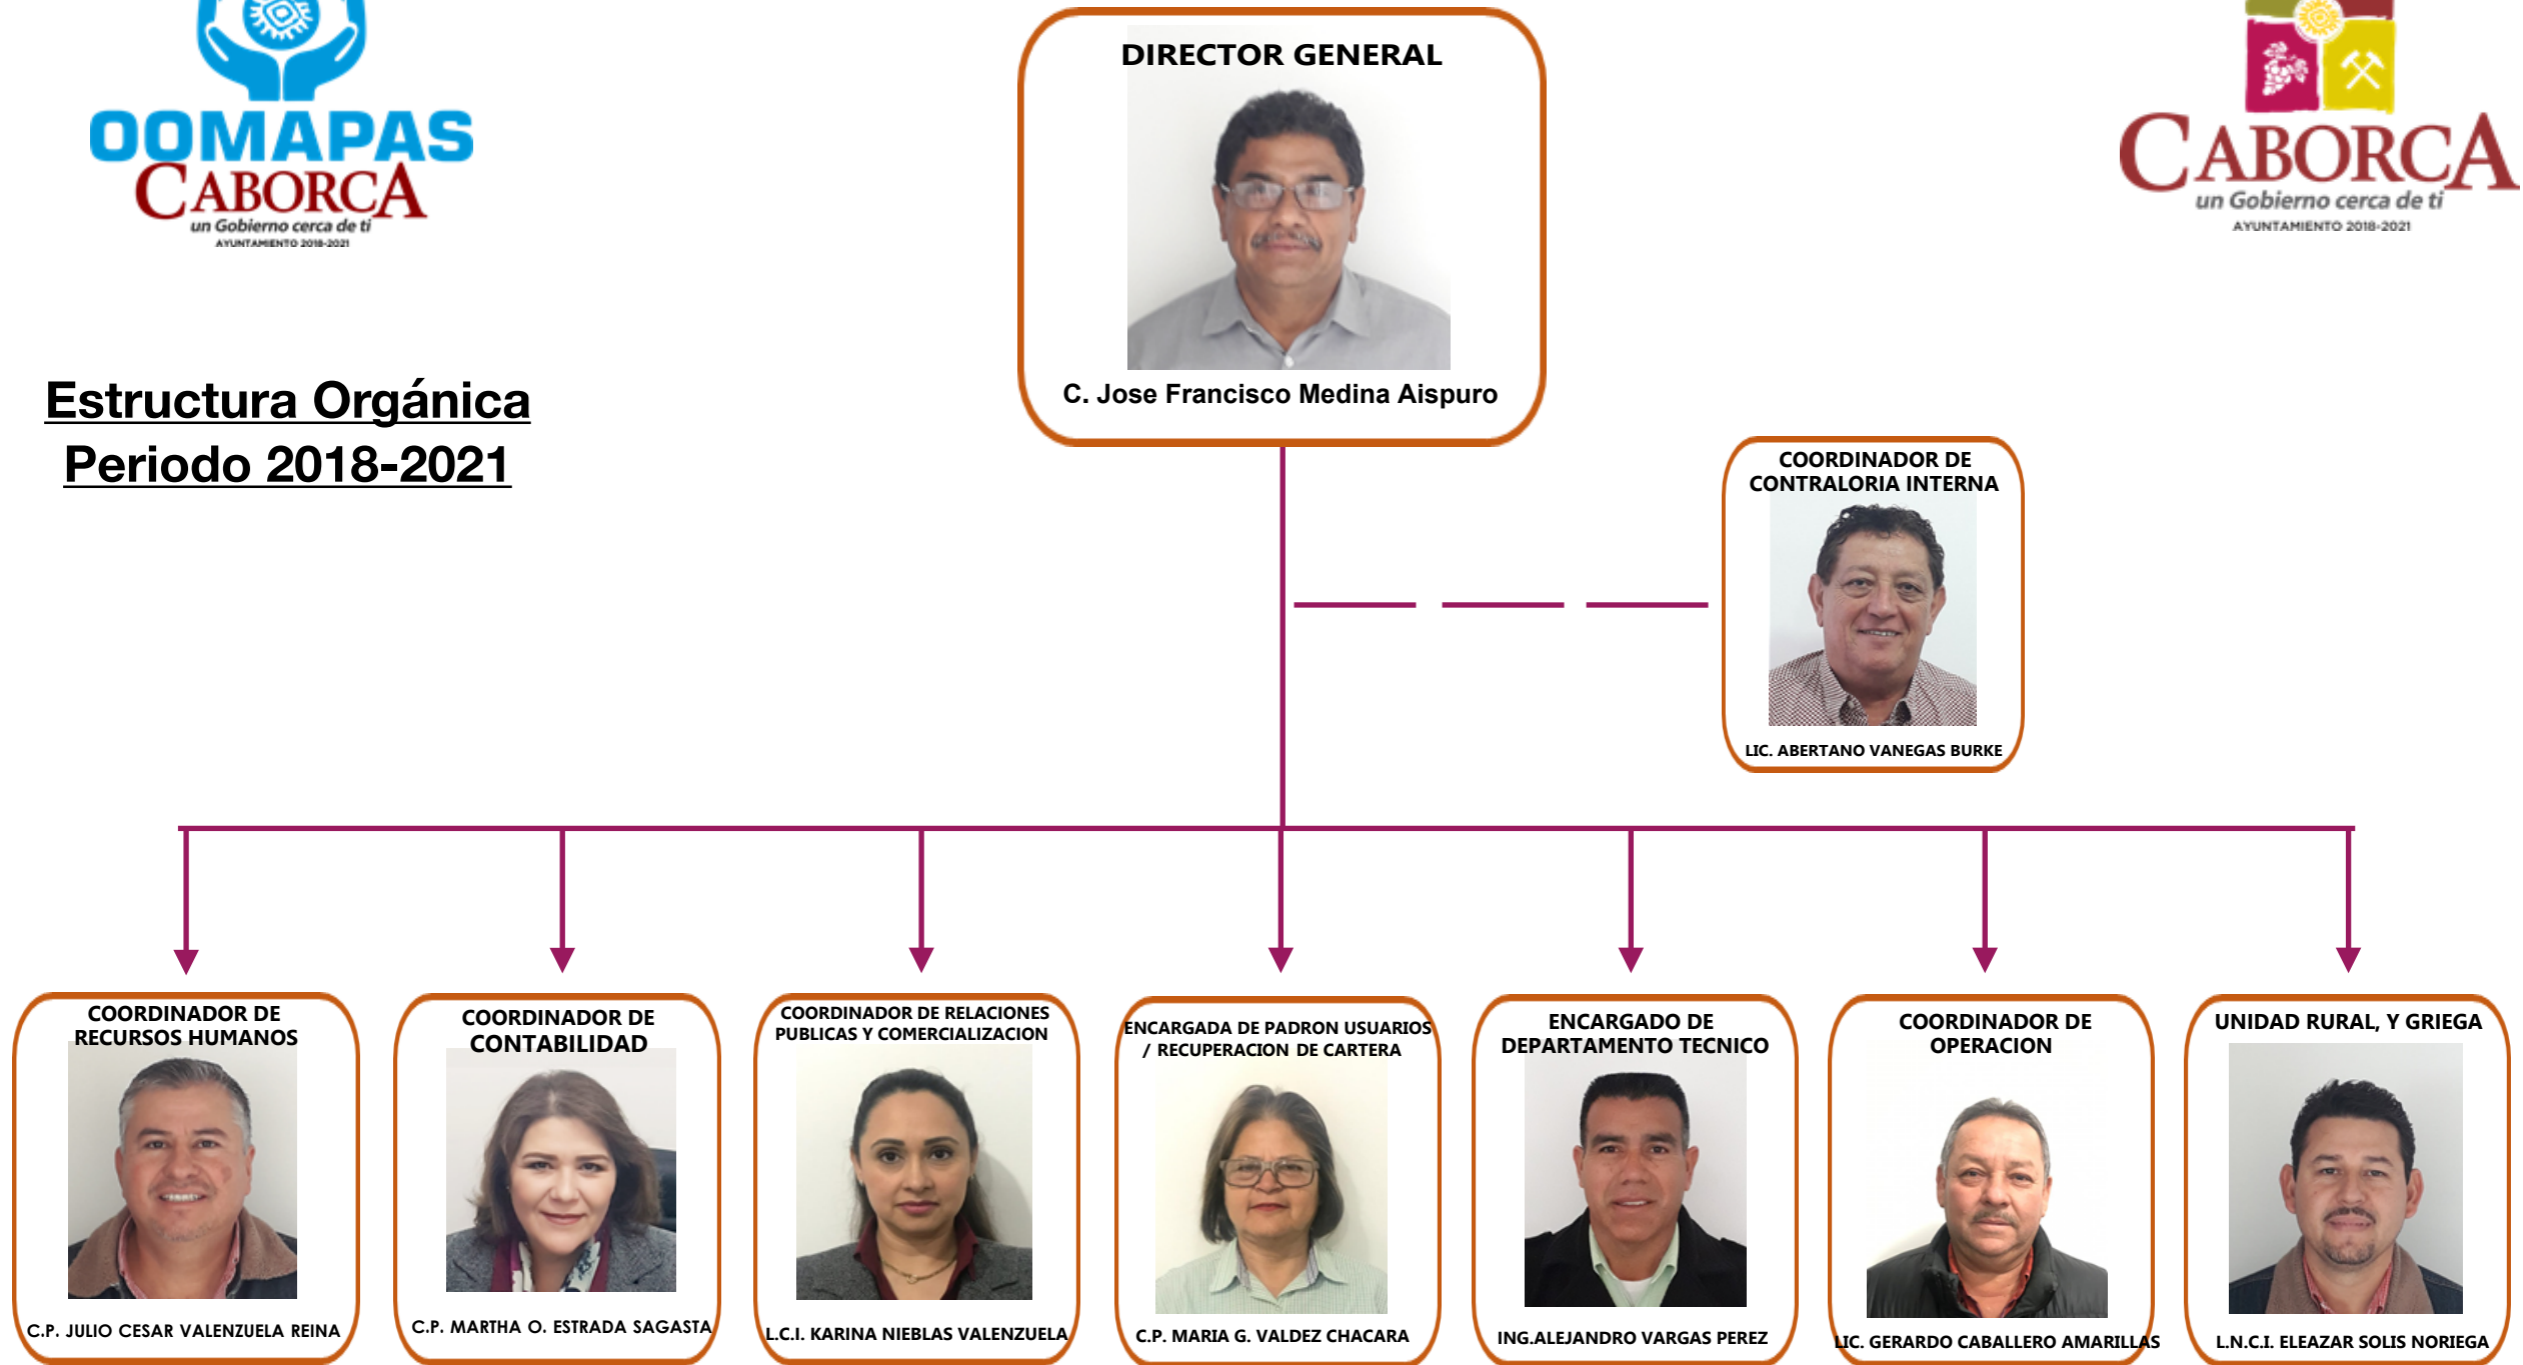 OOMAPAS
CABORCA
un Gobierno cerca de ti
AYUNTAMIENTO 2018-2021
DIRECTOR GENERAL
C. Jose Francisco Medina Aispuro
CABORCA
un Gobierno cerca de ti
AYUNTAMIENTO 2018-2021
Estructura Orgánica
Periodo 2018-2021
COORDINADOR DE
CONTRALORIA INTERNA
LIC. ABERTANO VANEGAS BURKE
COORDINADOR DE
RECURSOS HUMANOS
C.P. JULIO CESAR VALENZUELA REINA
COORDINADOR DE
CONTABILIDAD
C.P. MARTHA O. ESTRADA SAGASTA
COORDINADOR DE RELACIONES
PUBLICAS Y COMERCIALIZACION
L.C.I. KARINA NIEBLAS VALENZUELA
ENCARGADA DE PADRON USUARIOS
/ RECUPERACION DE CARTERA
C.P. MARIA G. VALDEZ CHACARA
ENCARGADO DE
DEPARTAMENTO TECNICO
ING.ALEJANDRO VARGAS PEREZ
COORDINADOR DE
OPERACION
LIC. GERARDO CABALLERO AMARILLAS
UNIDAD RURAL, Y GRIEGA
L.N.C.I. ELEAZAR SOLIS NORIEGA